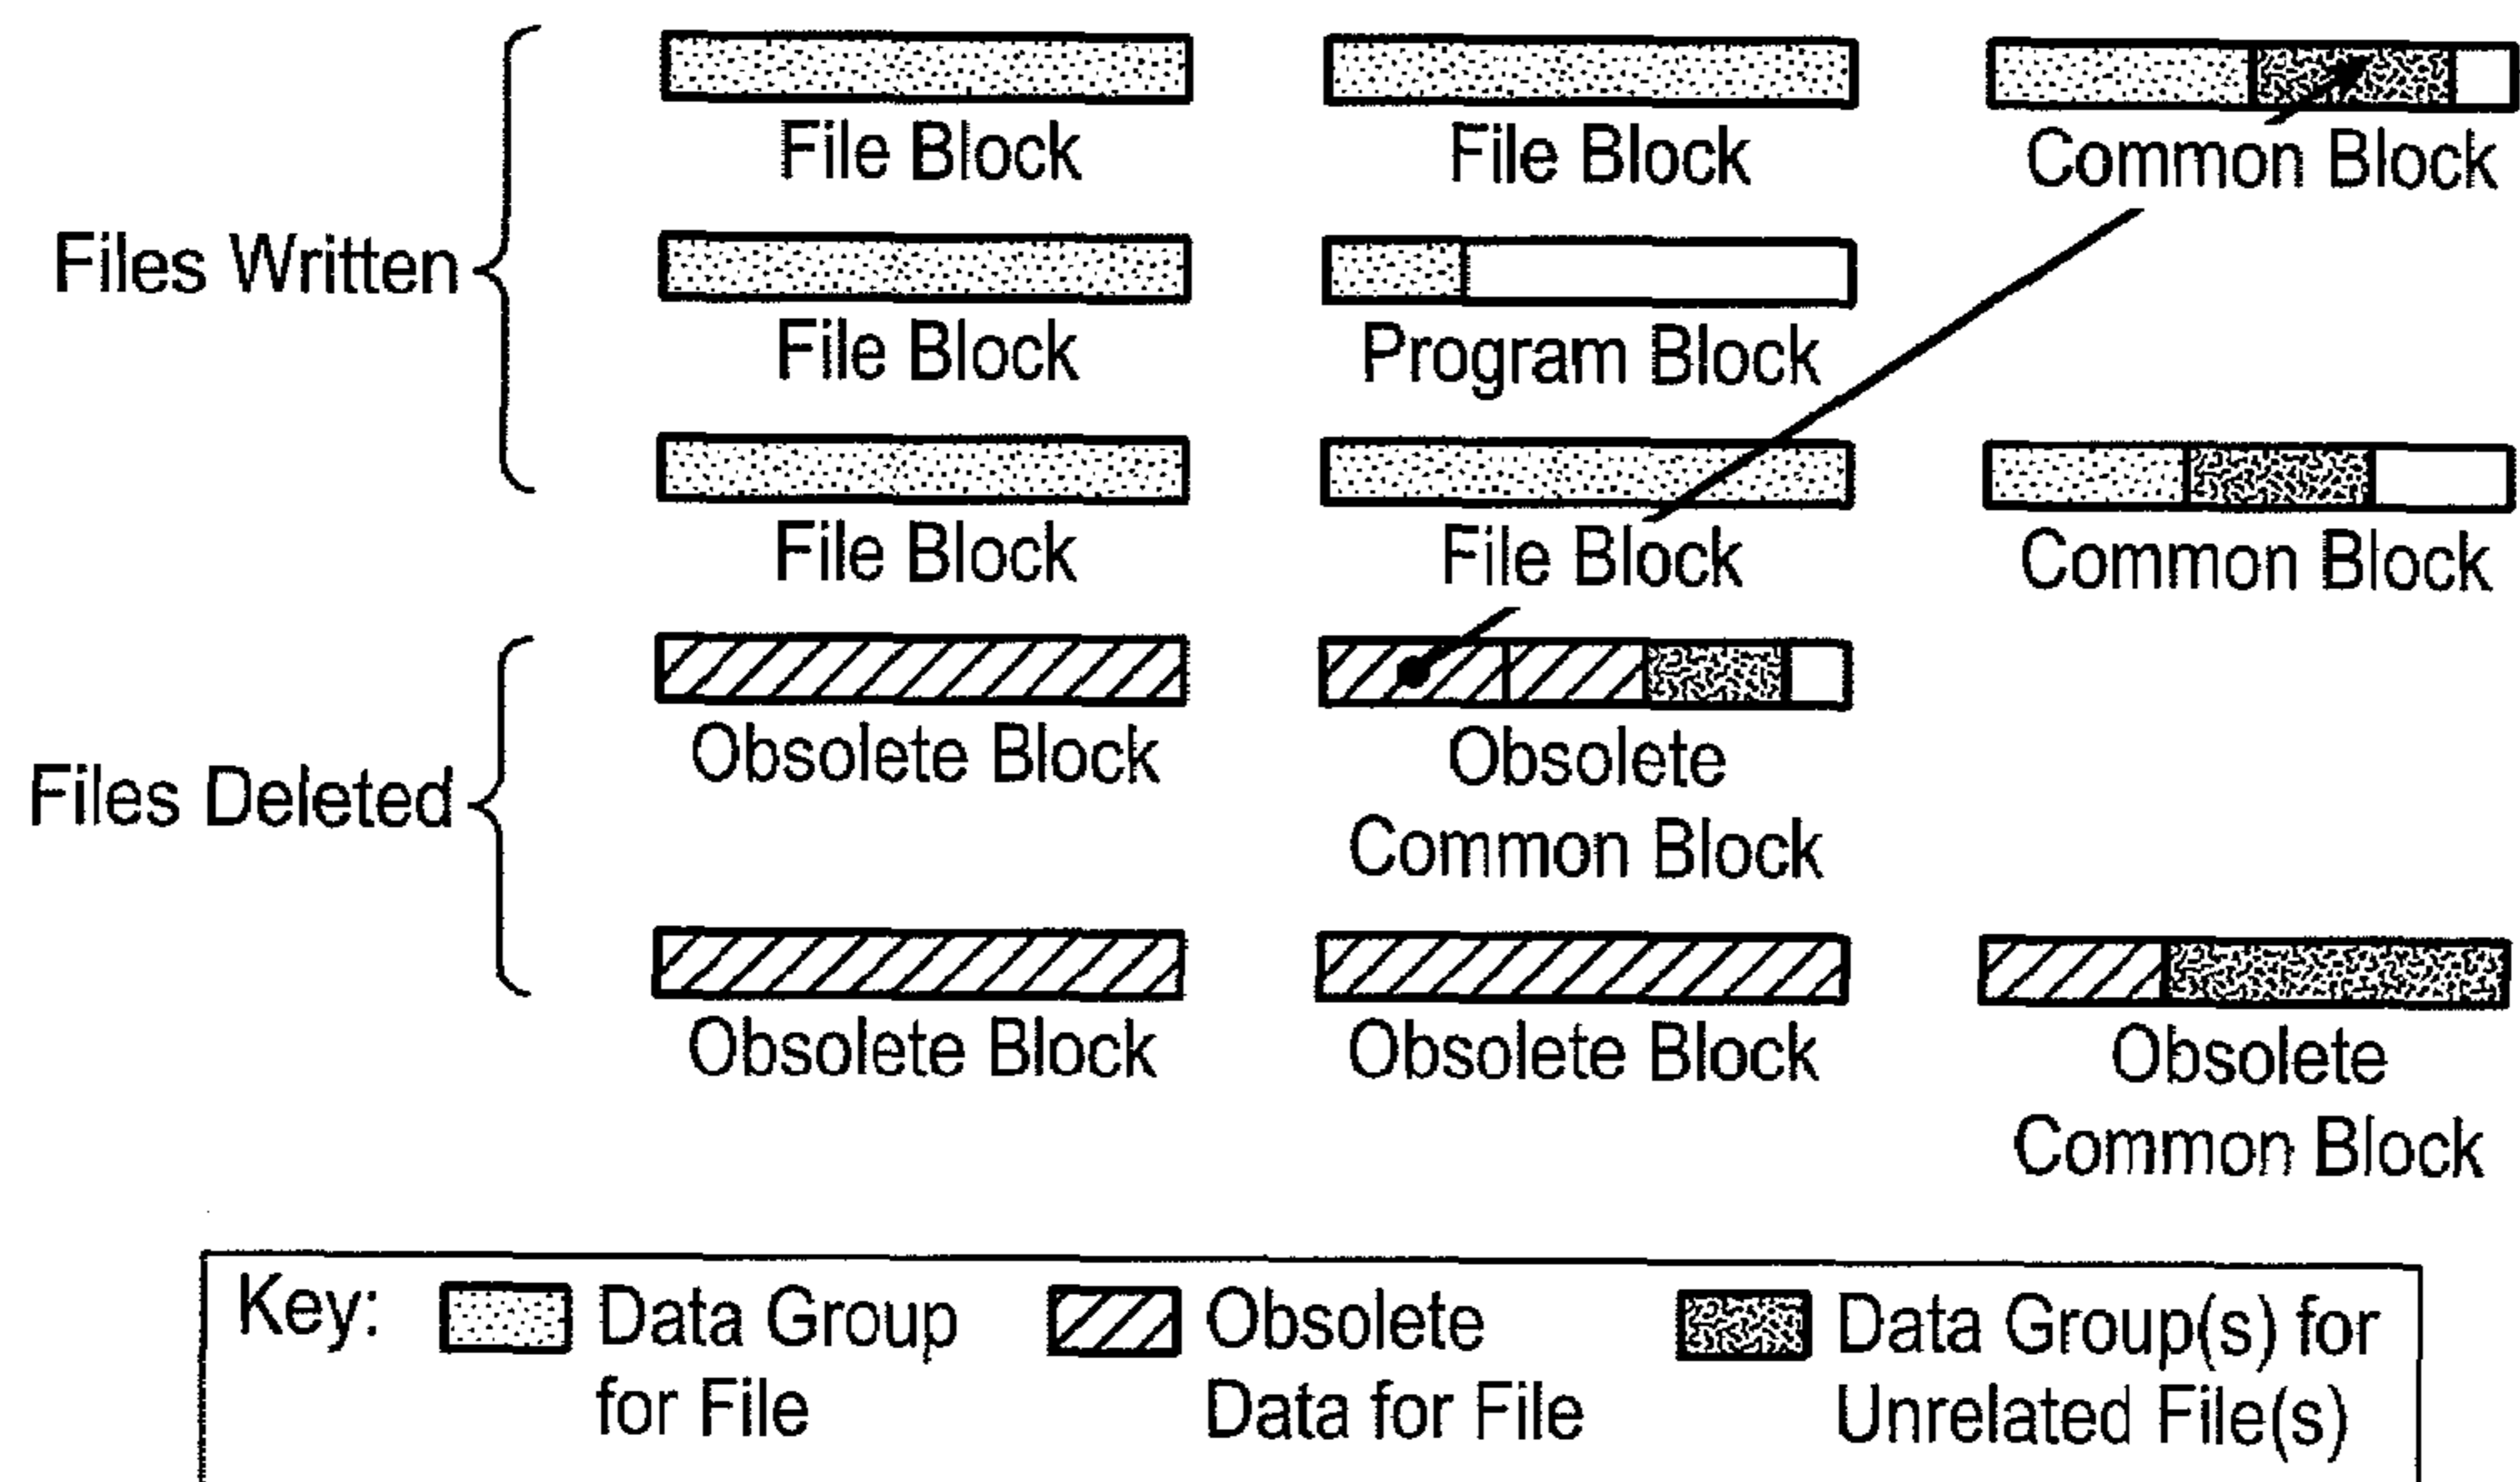 File Block
File Block
Common Block
Files Written
File Block
Program Block
File Block
File Block
Common Block
Files Deleted
Obsolete Block
Obsolete
Common Block
Obsolete Block
Obsolete Block
Obsolete
Common Block
Key:
Data Group
for File
Obsolete
Data for File
Data Group(s) for
Unrelated File(s)